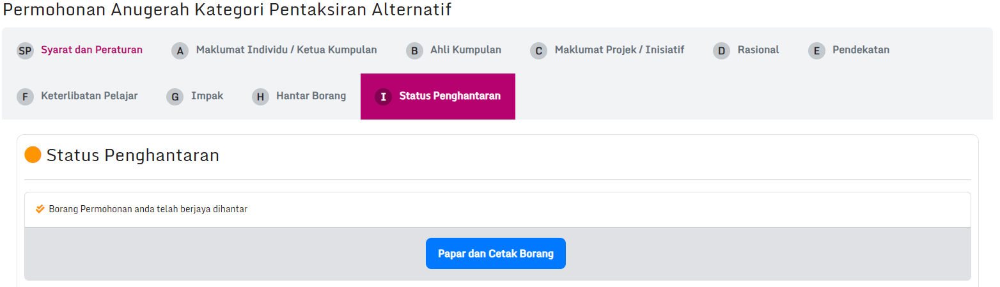 Permohonan Anugerah Kategori Pentaksiran Alternatif
SP Syarat dan Peraturan A Maklumat Individu / Ketua Kumpulan B Ahli Kumpulan C Maklumat Projek / Inisiatif D Rasional E Pendekatan
F Keterlibatan Pelajar G Impak H Hantar Borang I Status Penghantaran
Status Penghantaran
Borang Permohonan anda telah berjaya dihantar
Papar dan Cetak Borang